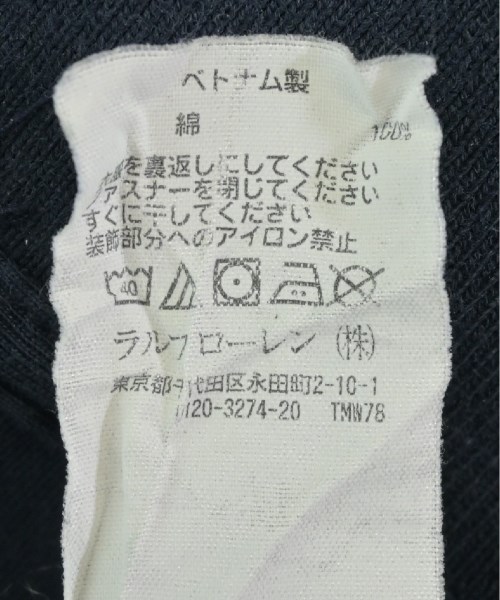 ベトナム製
綿 100%
を裏返しにしてください
ファスナーを閉じてください
すぐに干してください
装飾部分へのアイロン禁止
40
ラルフローレン (株)
東京都千代田区永田町2-10-1
0120-3274-20 TMW78